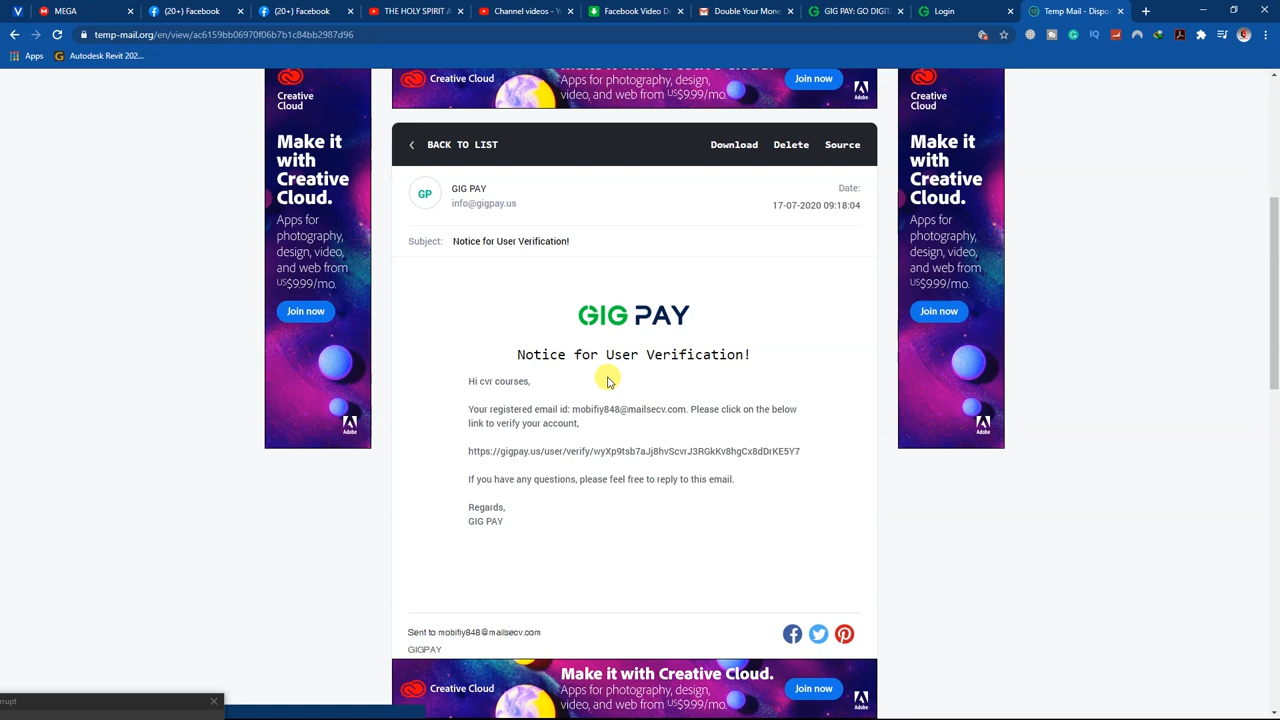 MEGA
(20+) Facebook
(20+) Facebook
THE HOLY SPIRIT A
Channel videos - Y
Facebook Video D
Double Your Mon
GIG PAY: GO DIGIT
Login
Temp Mail - Dispo
temp-mail.org/en/view/ac6159bb06970f06b7b1c84bb2987d96
Apps
Autodesk Revit 202...
Creative Cloud
Apps for photography, design,
video, and web from US$9.99/mo.
Join now
Adobe
Creative
Cloud
Make it
with
Creative
Cloud.
Apps for
photography,
design, video,
and web from
US$9.99/mo.
Join now
Adobe
BACK TO LIST
Download
Delete
Source
GP
GIG PAY
info@gigpay.us
Date:
17-07-2020 09:18:04
Subject: Notice for User Verification!
GIG PAY
Notice for User Verification!
Hi cvr courses,
Your registered email id: mobifiy848@mailsecv.com. Please click on the below
link to verify your account,
https://gigpay.us/user/verify/wyXp9tsb7aJj8hvScvrJ3RGkKv8hgCx8dDrKE5Y7
If you have any questions, please feel free to reply to this email.
Regards,
GIG PAY
Sent to mobifiy848@mailsecv.com
GIGPAY
Creative
Cloud
Make it
with
Creative
Cloud.
Apps for
photography,
design, video,
and web from
US$9.99/mo.
Join now
Adobe
Creative Cloud
Make it with Creative Cloud.
Apps for photography, design,
video, and web from US$9.99/mo.
Join now
Adobe
rrupt